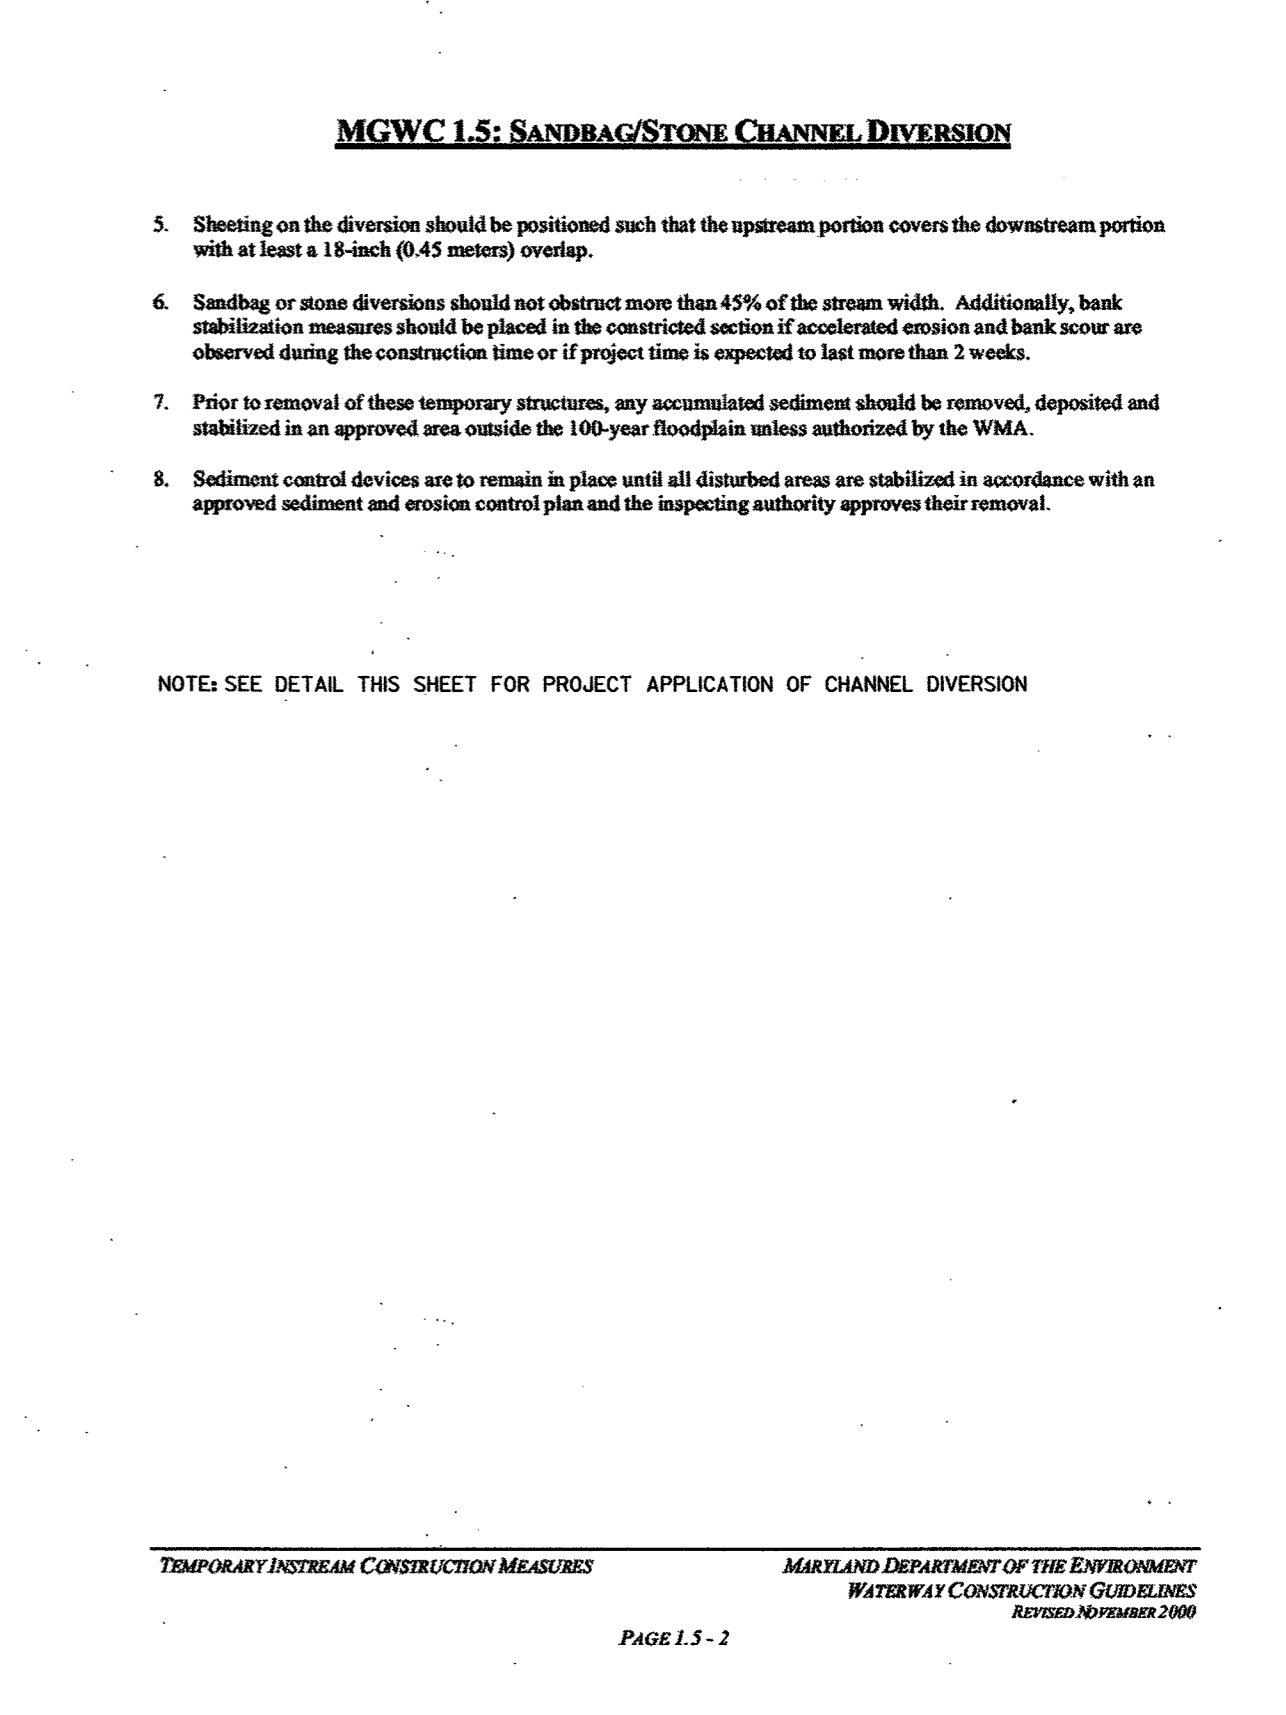 MGWC 1.5: SANDBAG/STONE CHANNEL DIVERSION
5. Sheeting on the diversion should be positioned such that the upstream portion covers the downstream portion
with at least a 18-inch (0.45 meters) overlap.
6. Sandbag or stone diversions should not obstruct more than 45% of the stream width. Additionally, bank
stabilization measures should be placed in the constricted section if accelerated erosion and bank scour are
observed during the construction time or if project time is expected to last more than 2 weeks.
7. Prior to removal of these temporary structures, any accumulated sediment should be removed, deposited and
stabilized in an approved area outside the 100-year floodplain unless authorized by the WMA.
8. Sediment control devices are to remain in place until all disturbed areas are stabilized in accordance with an
approved sediment and erosion control plan and the inspecting authority approves their removal.
NOTE: SEE DETAIL THIS SHEET FOR PROJECT APPLICATION OF CHANNEL DIVERSION
TEMPORARY INSTREAM CONSTRUCTION MEASURES
MARYLAND DEPARTMENT OF THE ENVIRONMENT
WATERWAY CONSTRUCTION GUIDELINES
REVISED NOVEMBER 2000
PAGE 1.5 - 2